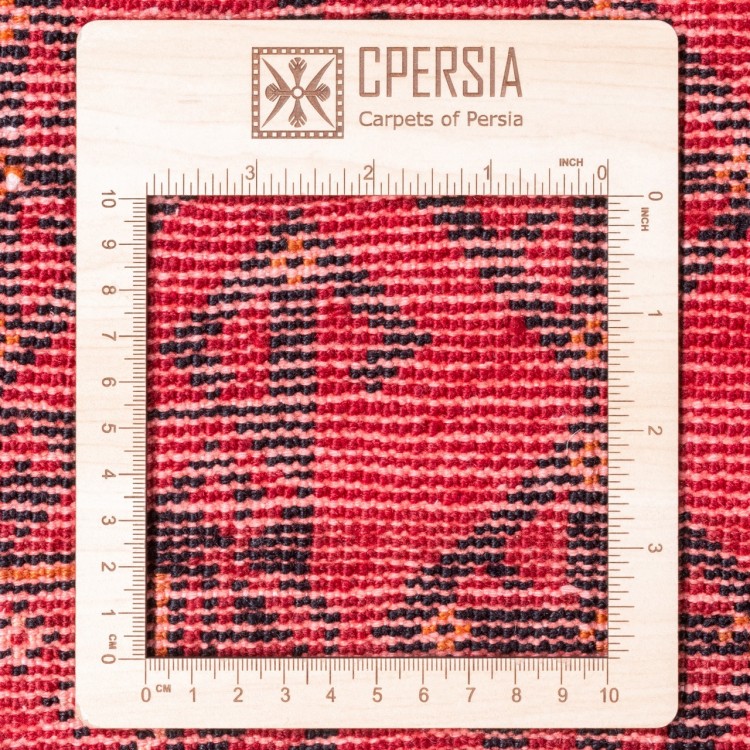 CPERSIA
Carpets of Persia
INCH
3 2 1 0
10 9 8 7 6 5 4 3 2 1 0
CM
0 1 2 3
INCH
0 CM 1 2 3 4 5 6 7 8 9 10